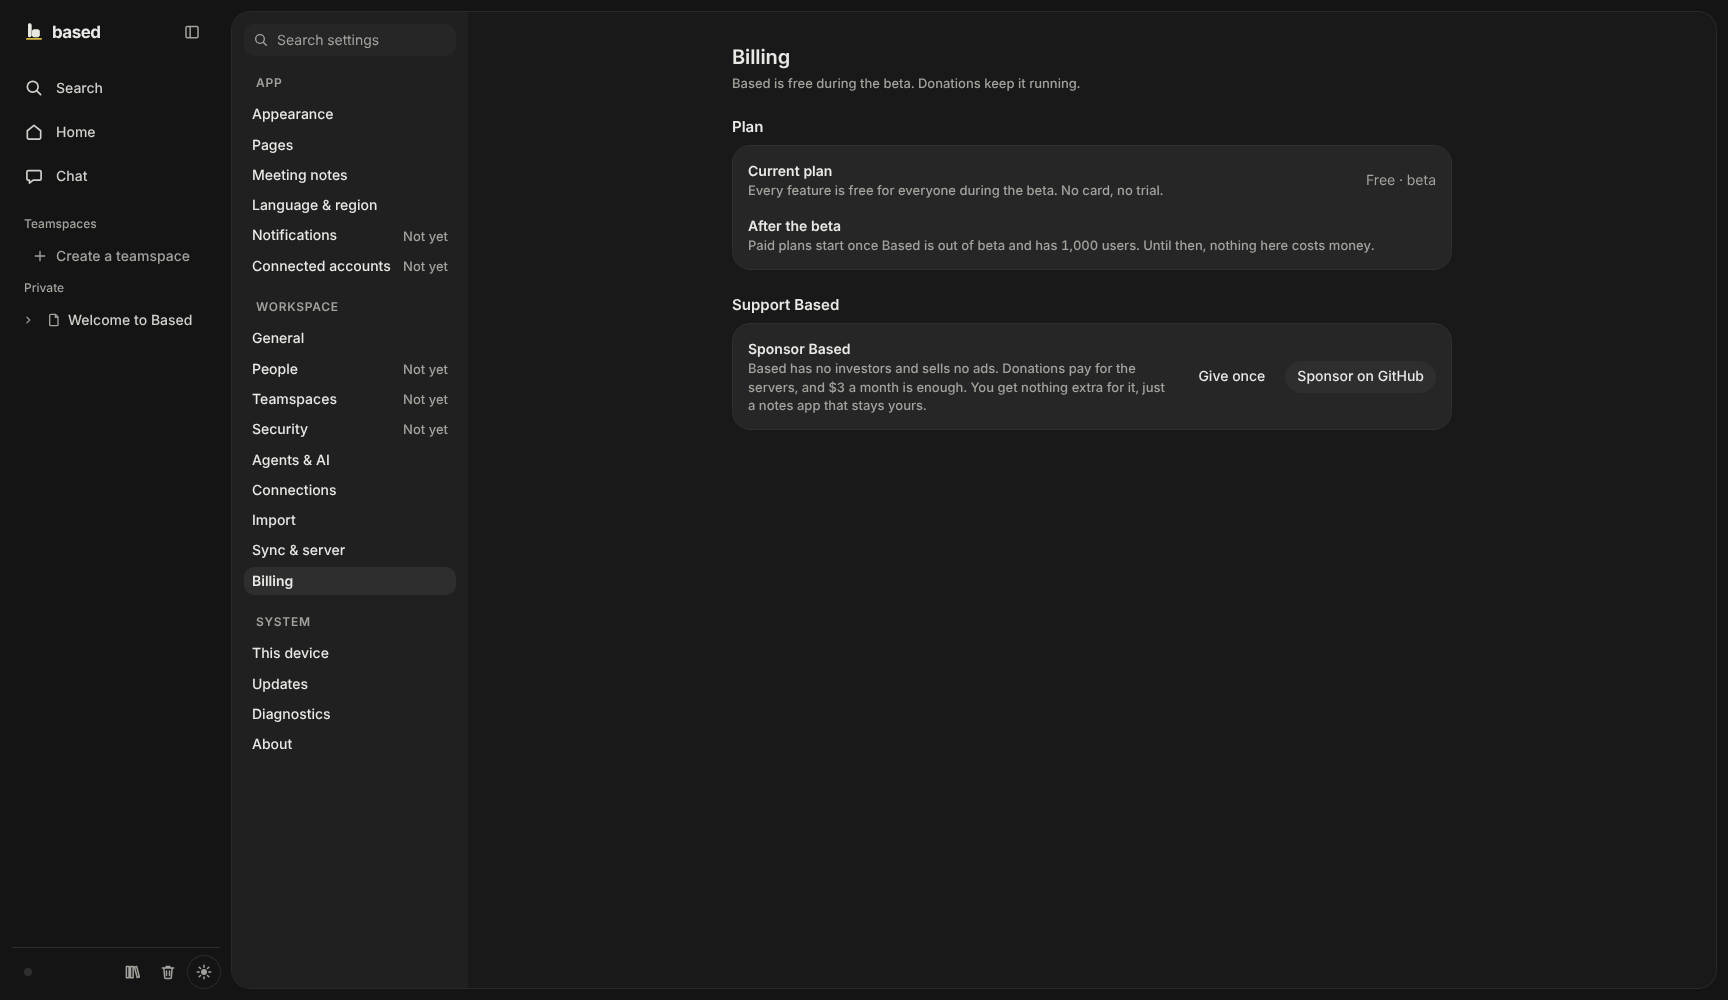 based
Search
Home
Chat
Teamspaces
Create a teamspace
Private
Welcome to Based
Search settings
APP
Appearance
Pages
Meeting notes
Language & region
Notifications Not yet
Connected accounts Not yet
WORKSPACE
General
People Not yet
Teamspaces Not yet
Security Not yet
Agents & AI
Connections
Import
Sync & server
Billing
SYSTEM
This device
Updates
Diagnostics
About
Billing
Based is free during the beta. Donations keep it running.
Plan
Current plan
Every feature is free for everyone during the beta. No card, no trial.
Free · beta
After the beta
Paid plans start once Based is out of beta and has 1,000 users. Until then, nothing here costs money.
Support Based
Sponsor Based
Based has no investors and sells no ads. Donations pay for the
servers, and $3 a month is enough. You get nothing extra for it, just
a notes app that stays yours.
Give once
Sponsor on GitHub